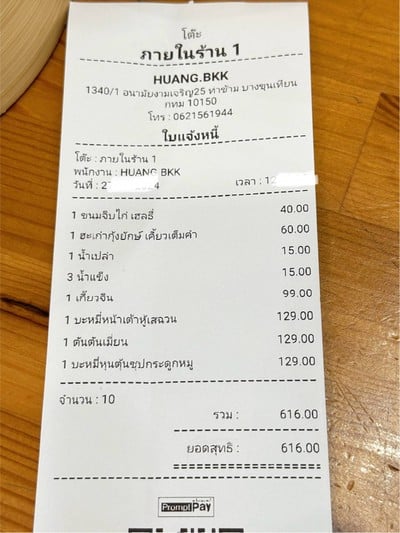 โต๊ะ
ภายในร้าน 1
HUANG.BKK
1340/1 อนามัยงามเจริญ25 ท่าข้าม บางขุนเทียน
กทม 10150
โทร : 0621561944
ใบแจ้งหนี้
โต๊ะ : ภายในร้าน 1
พนักงาน : HUANG.BKK
วันที่ : เวลา :
1 ขนมจีบไก่ เฮลธี่ 40.00
1 ฮะเก๋ากุ้งยักษ์ เคี้ยวเต็มคำ 60.00
1 น้ำเปล่า 15.00
3 น้ำแข็ง 15.00
1 เกี๊ยวจีน 99.00
1 บะหมี่หน้าเต้าหู้เสฉวน 129.00
1 ตันตันเมี่ยน 129.00
1 บะหมี่หูนตุ้นซุปกระดูกหมู 129.00
จำนวน : 10
รวม : 616.00
ยอดสุทธิ : 616.00
PromptPay